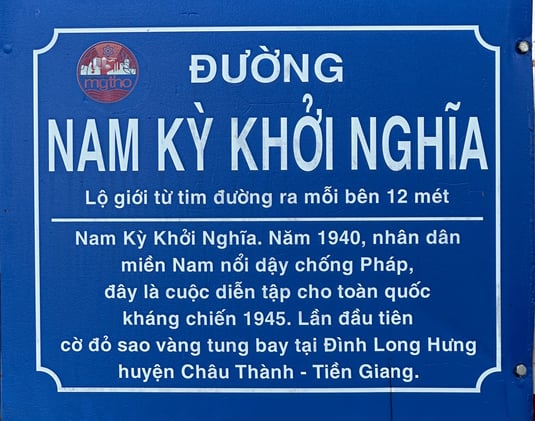 mỹtho
ĐƯỜNG
NAM KỲ KHỞI NGHĨA
Lộ giới từ tim đường ra mỗi bên 12 mét
Nam Kỳ Khởi Nghĩa. Năm 1940, nhân dân
miền Nam nổi dậy chống Pháp,
đây là cuộc diễn tập cho toàn quốc
kháng chiến 1945. Lần đầu tiên
cờ đỏ sao vàng tung bay tại Đình Long Hưng
huyện Châu Thành - Tiền Giang.